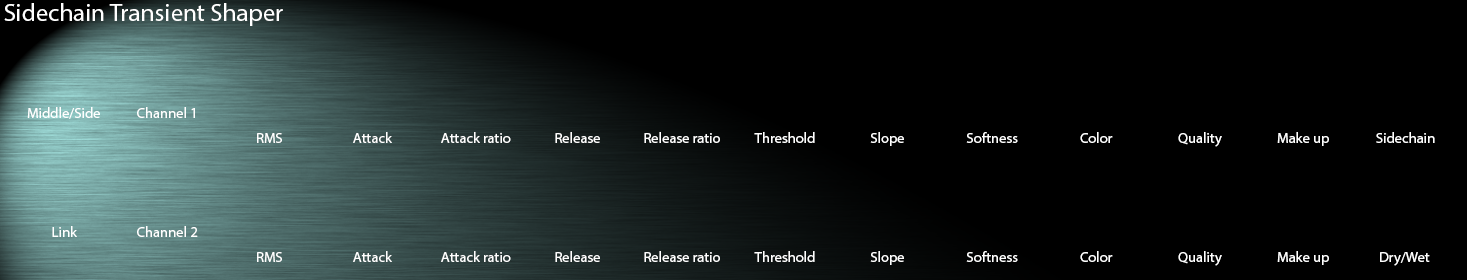 Sidechain Transient Shaper
Middle/Side Channel 1
RMS Attack Attack ratio Release Release ratio Threshold Slope Softness Color Quality Make up Sidechain
Link Channel 2
RMS Attack Attack ratio Release Release ratio Threshold Slope Softness Color Quality Make up Dry/Wet